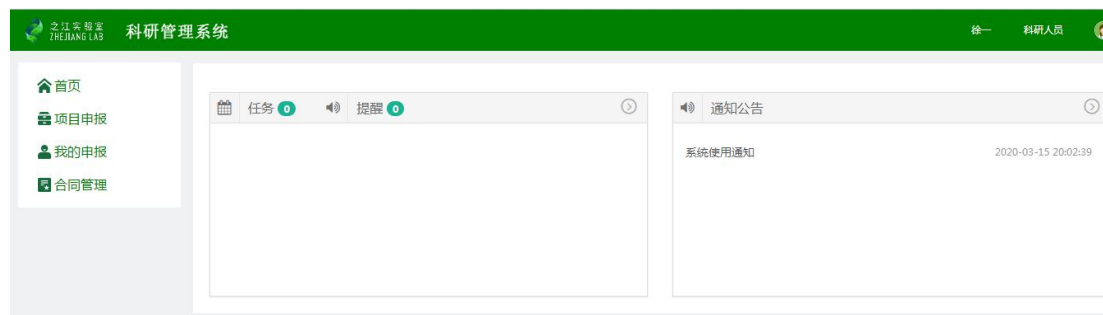 之江实验室
ZHEJIANG LAB
科研管理系统
徐一 科研人员
首页
项目申报
我的申报
合同管理
任务 0 提醒 0
通知公告
系统使用通知 2020-03-15 20:02:39